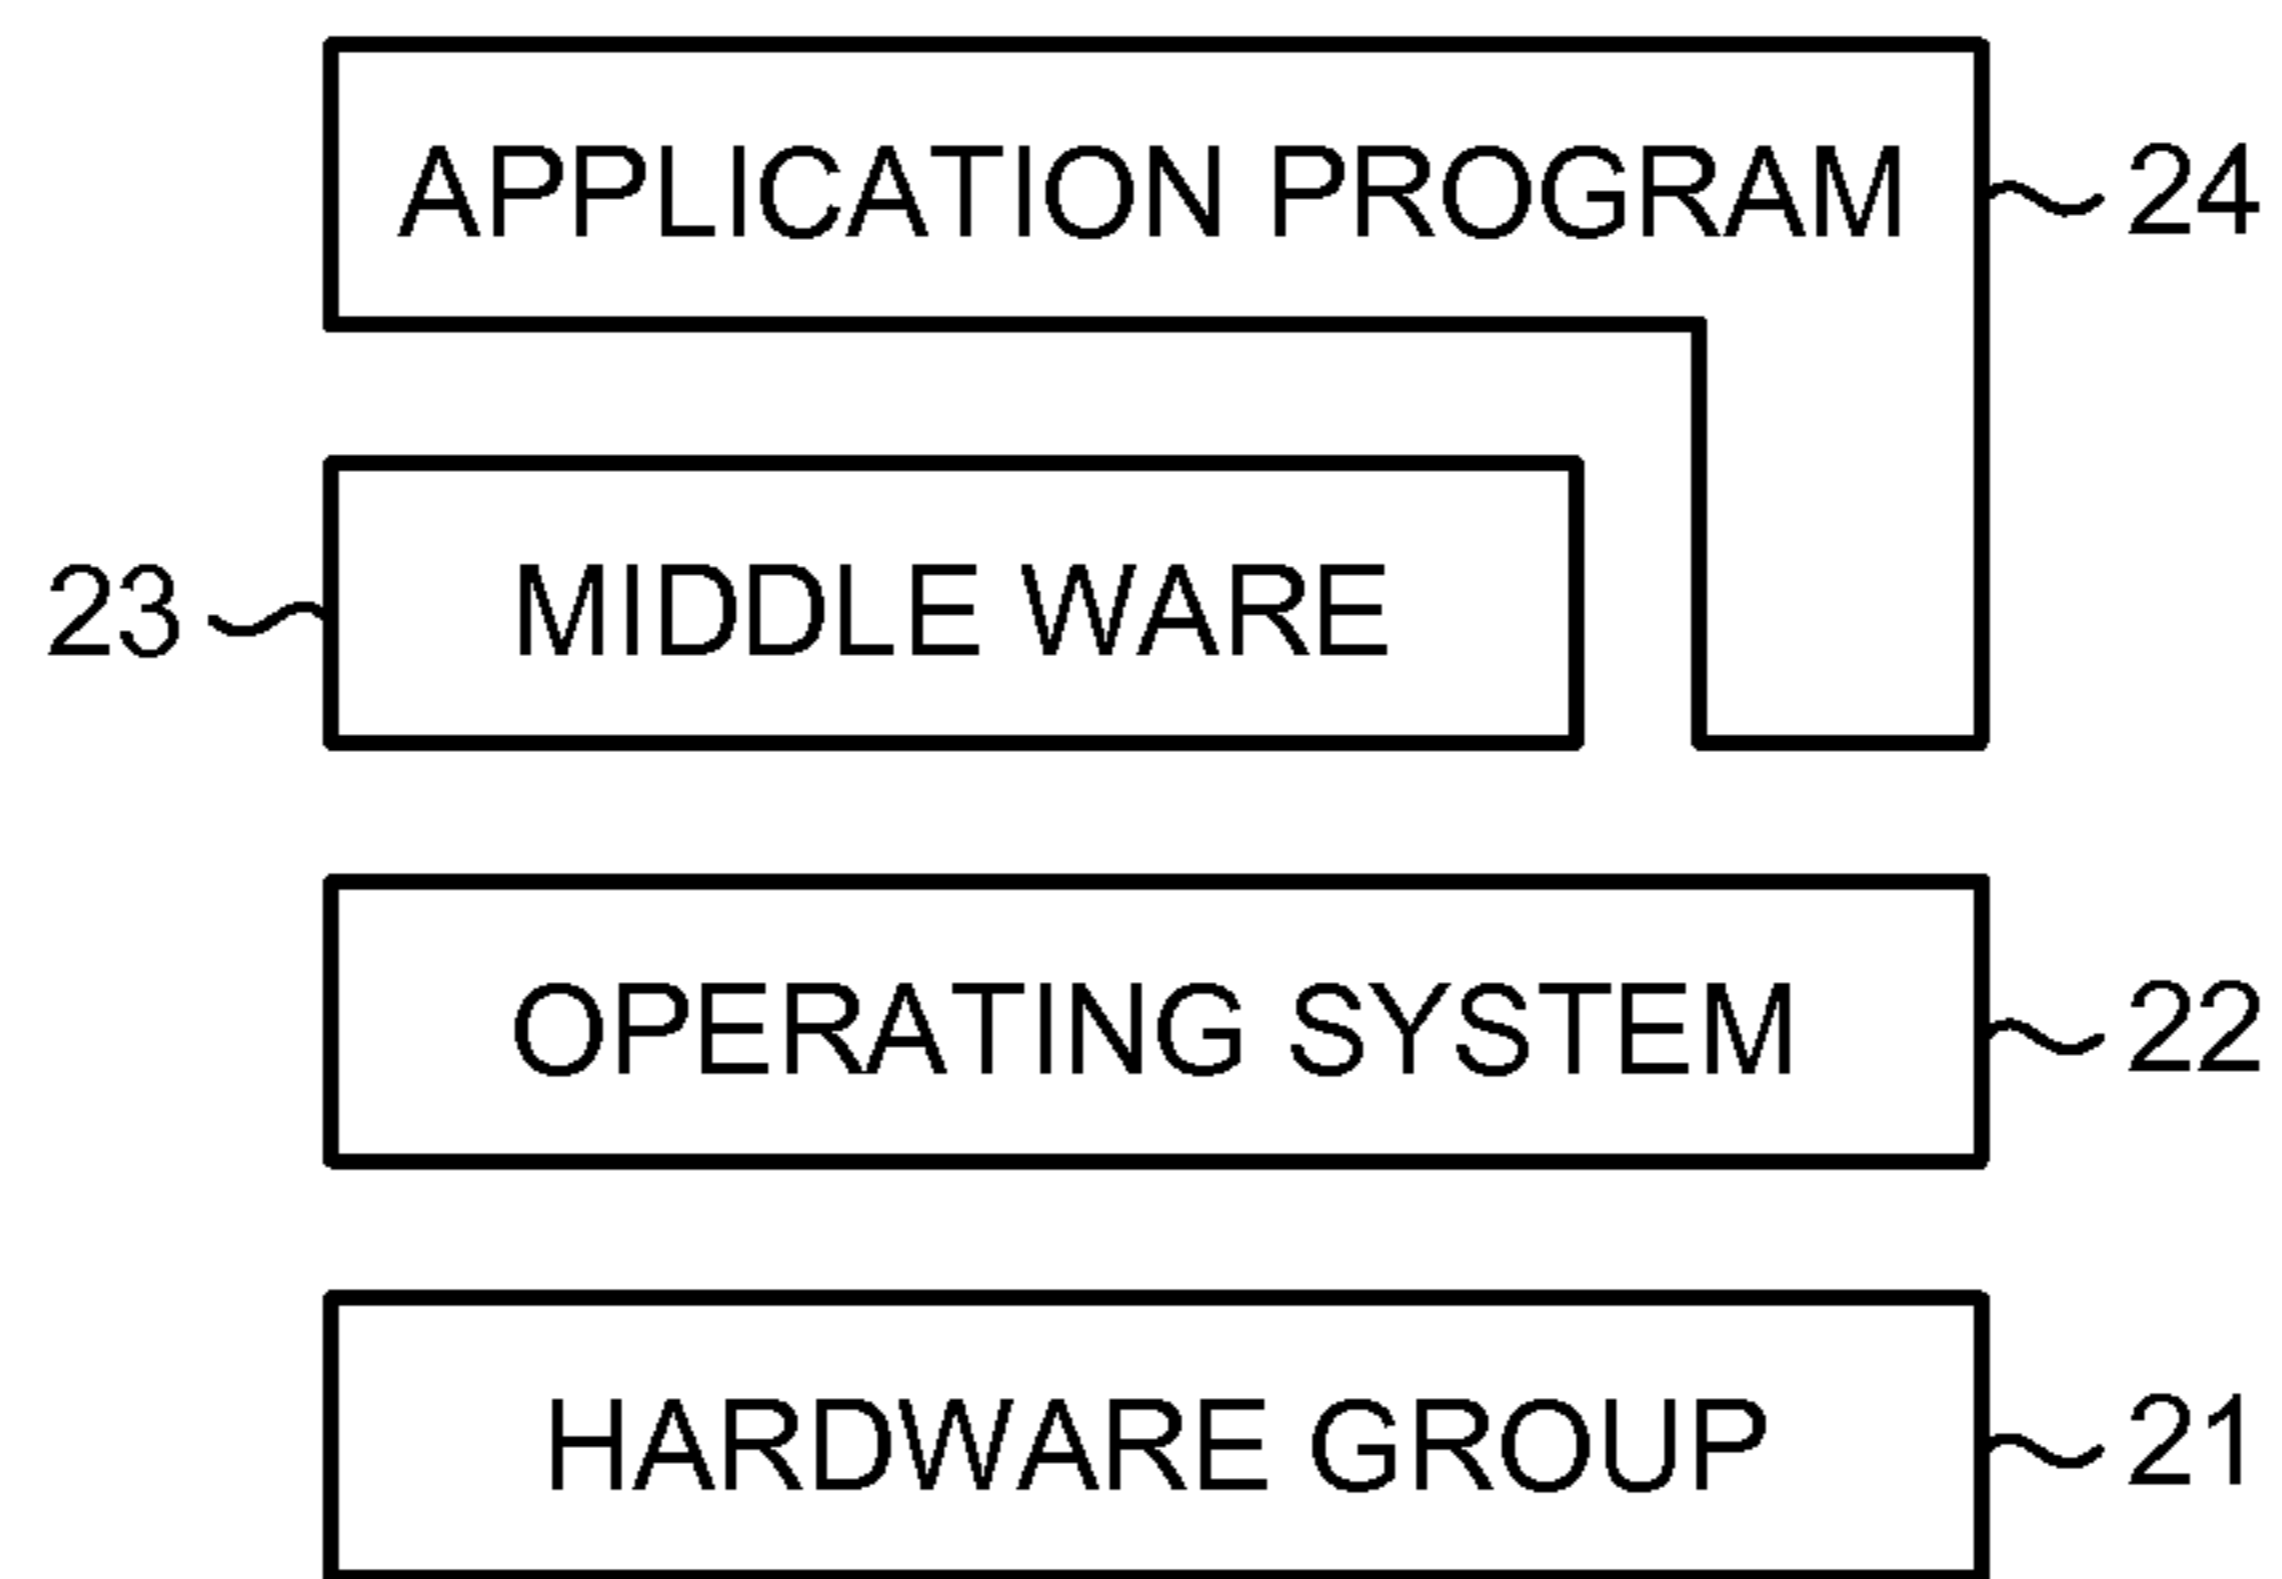 APPLICATION PROGRAM
24
23
MIDDLE WARE
OPERATING SYSTEM
22
HARDWARE GROUP
21